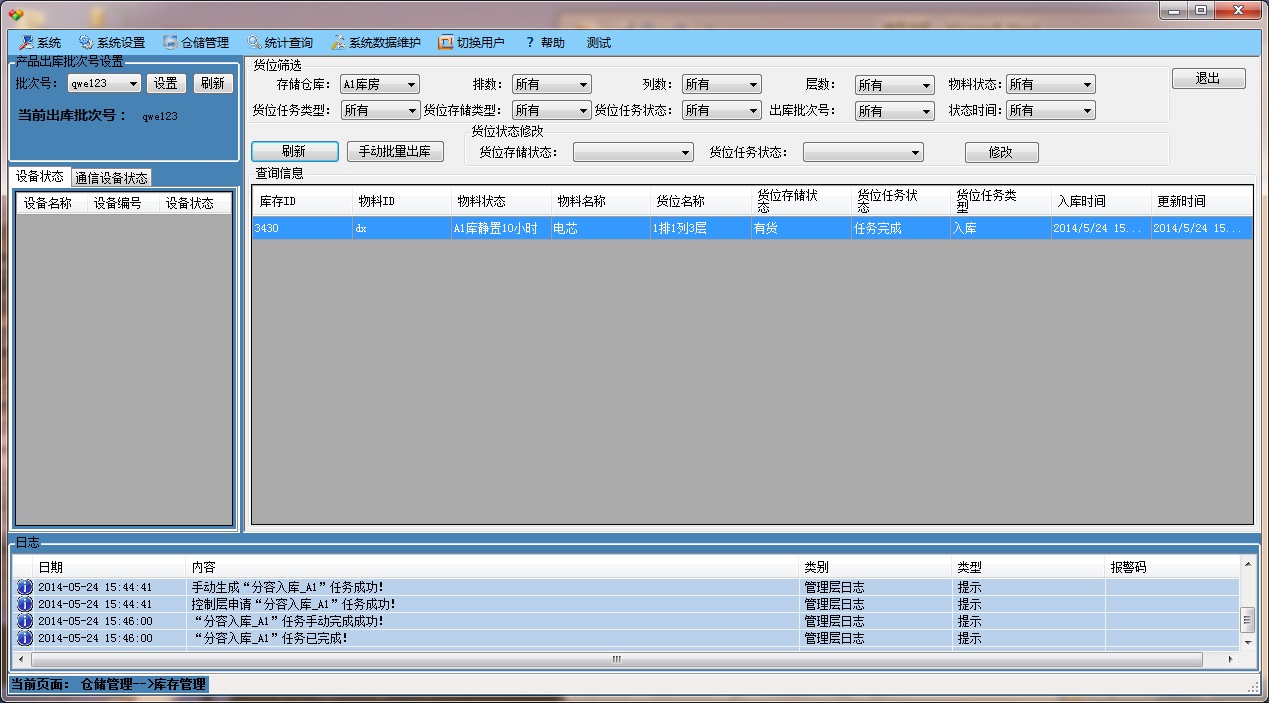 系统 系统设置 仓储管理 统计查询 系统数据维护 切换用户 ? 帮助 测试
产品出库批次号设置
批次号: qwe123 设置 刷新
当前出库批次号: qwe123
设备状态 通信设备状态
设备名称 设备编号 设备状态
货位筛选
存储仓库: A1库房 排数: 所有 列数: 所有 层数: 所有 物料状态: 所有 退出
货位任务类型: 所有 货位存储类型: 所有 货位任务状态: 所有 出库批次号: 所有 状态时间: 所有
货位状态修改
刷新 手动批量出库 货位存储状态: 货位任务状态: 修改
查询信息
库存ID 物料ID 物料状态 物料名称 货位名称 货位存储状态 货位任务状态 货位任务类型 入库时间 更新时间
3430 dx A1库静置10小时 电芯 1排1列3层 有货 任务完成 入库 2014/5/24 15... 2014/5/24 15...
日志
日期 内容 类别 类型 报警码
2014-05-24 15:44:41 手动生成“分容入库_A1”任务成功! 管理层日志 提示
2014-05-24 15:44:41 控制层申请“分容入库_A1”任务成功! 管理层日志 提示
2014-05-24 15:46:00 “分容入库_A1”任务手动完成成功! 管理层日志 提示
2014-05-24 15:46:00 “分容入库_A1”任务已完成! 管理层日志 提示
当前页面: 仓储管理-->库存管理